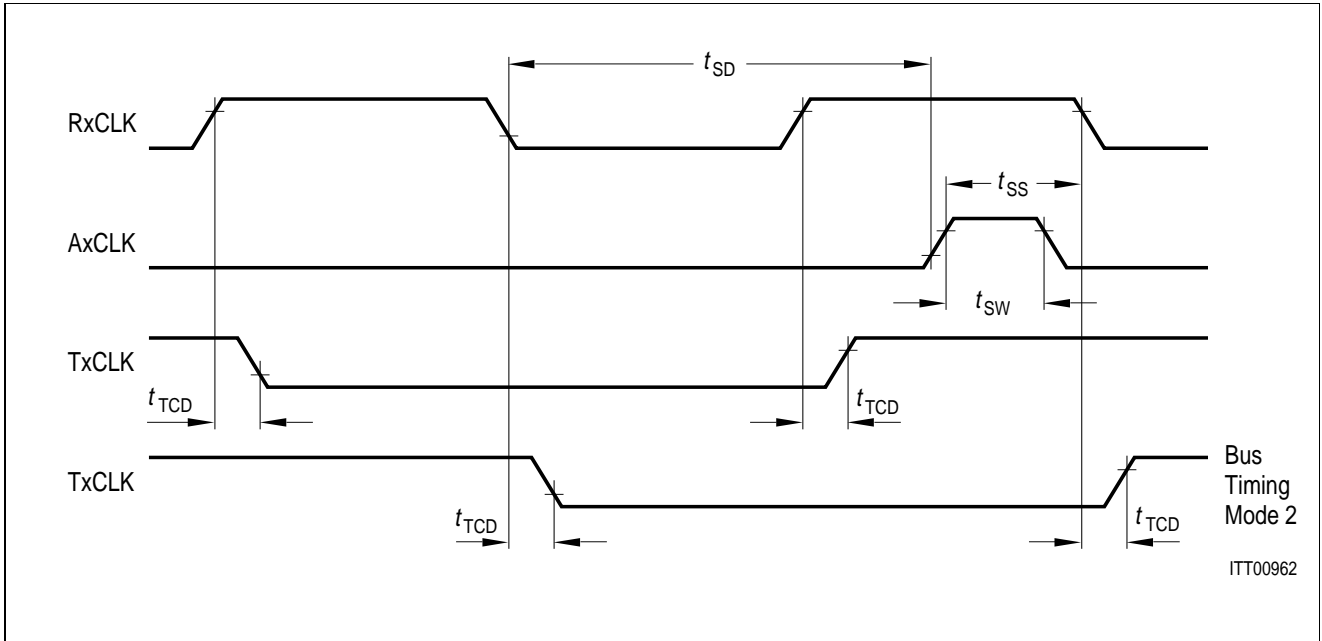 tSD
RxCLK
tSS
AxCLK
tSW
TxCLK
tTCD
tTCD
TxCLK
Bus
Timing
Mode 2
tTCD
tTCD
ITT00962